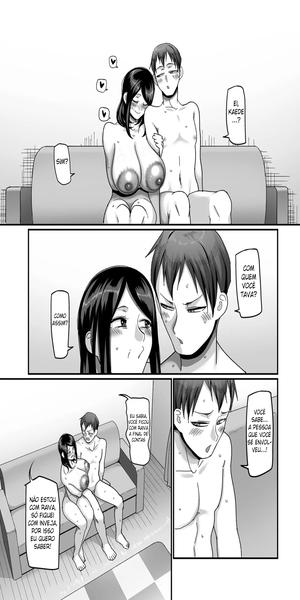 EI,
KAEDE
...?
SIM?
COM
QUEM
VOCÊ
TAVA?
COMO
ASSIM?
VOCÊ
SABE...
A PESSOA
QUE VOCÊ
SE ENVOL-
VEU...!
EU SABIA,
VOCÊ FICOU
COM RAIVA
A FINAL DE
CONTAS
NÃO ESTOU
COM RAIVA,
SÓ FIQUEI
COM INVEJA,
POR ISSO
EU QUERO
SABER!